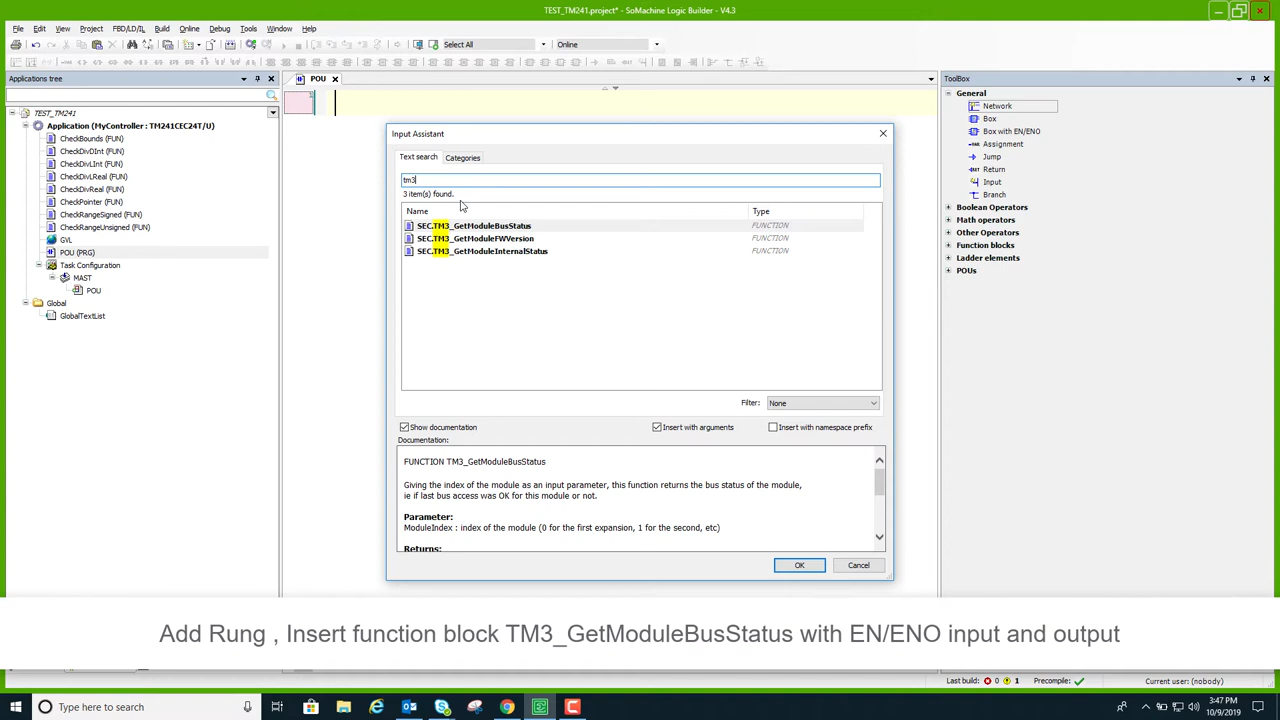 TEST_TM241.project* - SoMachine Logic Builder - V4.3
File Edit View Project FBD/LD/IL Build Online Debug Tools Window Help
Select All
Online
Applications tree
TEST_TM241
Application (MyController : TM241CEC24T/U)
CheckBounds (FUN)
CheckDivDInt (FUN)
CheckDivLInt (FUN)
CheckDivLReal (FUN)
CheckDivReal (FUN)
CheckPointer (FUN)
CheckRangeSigned (FUN)
CheckRangeUnsigned (FUN)
GVL
POU (PRG)
Task Configuration
MAST
POU
Global
GlobalTextList
POU
1
Input Assistant
Text search Categories
tm3
3 item(s) found.
Name Type
SEC.TM3_GetModuleBusStatus FUNCTION
SEC.TM3_GetModuleFWVersion FUNCTION
SEC.TM3_GetModuleInternalStatus FUNCTION
Filter: None
Show documentation Insert with arguments Insert with namespace prefix
Documentation:
FUNCTION TM3_GetModuleBusStatus
Giving the index of the module as an input parameter, this function returns the bus status of the module,
ie if last bus access was OK for this module or not.
Parameter:
ModuleIndex : index of the module (0 for the first expansion, 1 for the second, etc)
Returns:
OK Cancel
ToolBox
General
Network
Box
Box with EN/ENO
Assignment
Jump
Return
Input
Branch
Boolean Operators
Math operators
Other Operators
Function blocks
Ladder elements
POUs
Add Rung , Insert function block TM3_GetModuleBusStatus with EN/ENO input and output
Last build: 0 1 Precompile: Current user: (nobody)
Type here to search
3:47 PM
10/9/2019